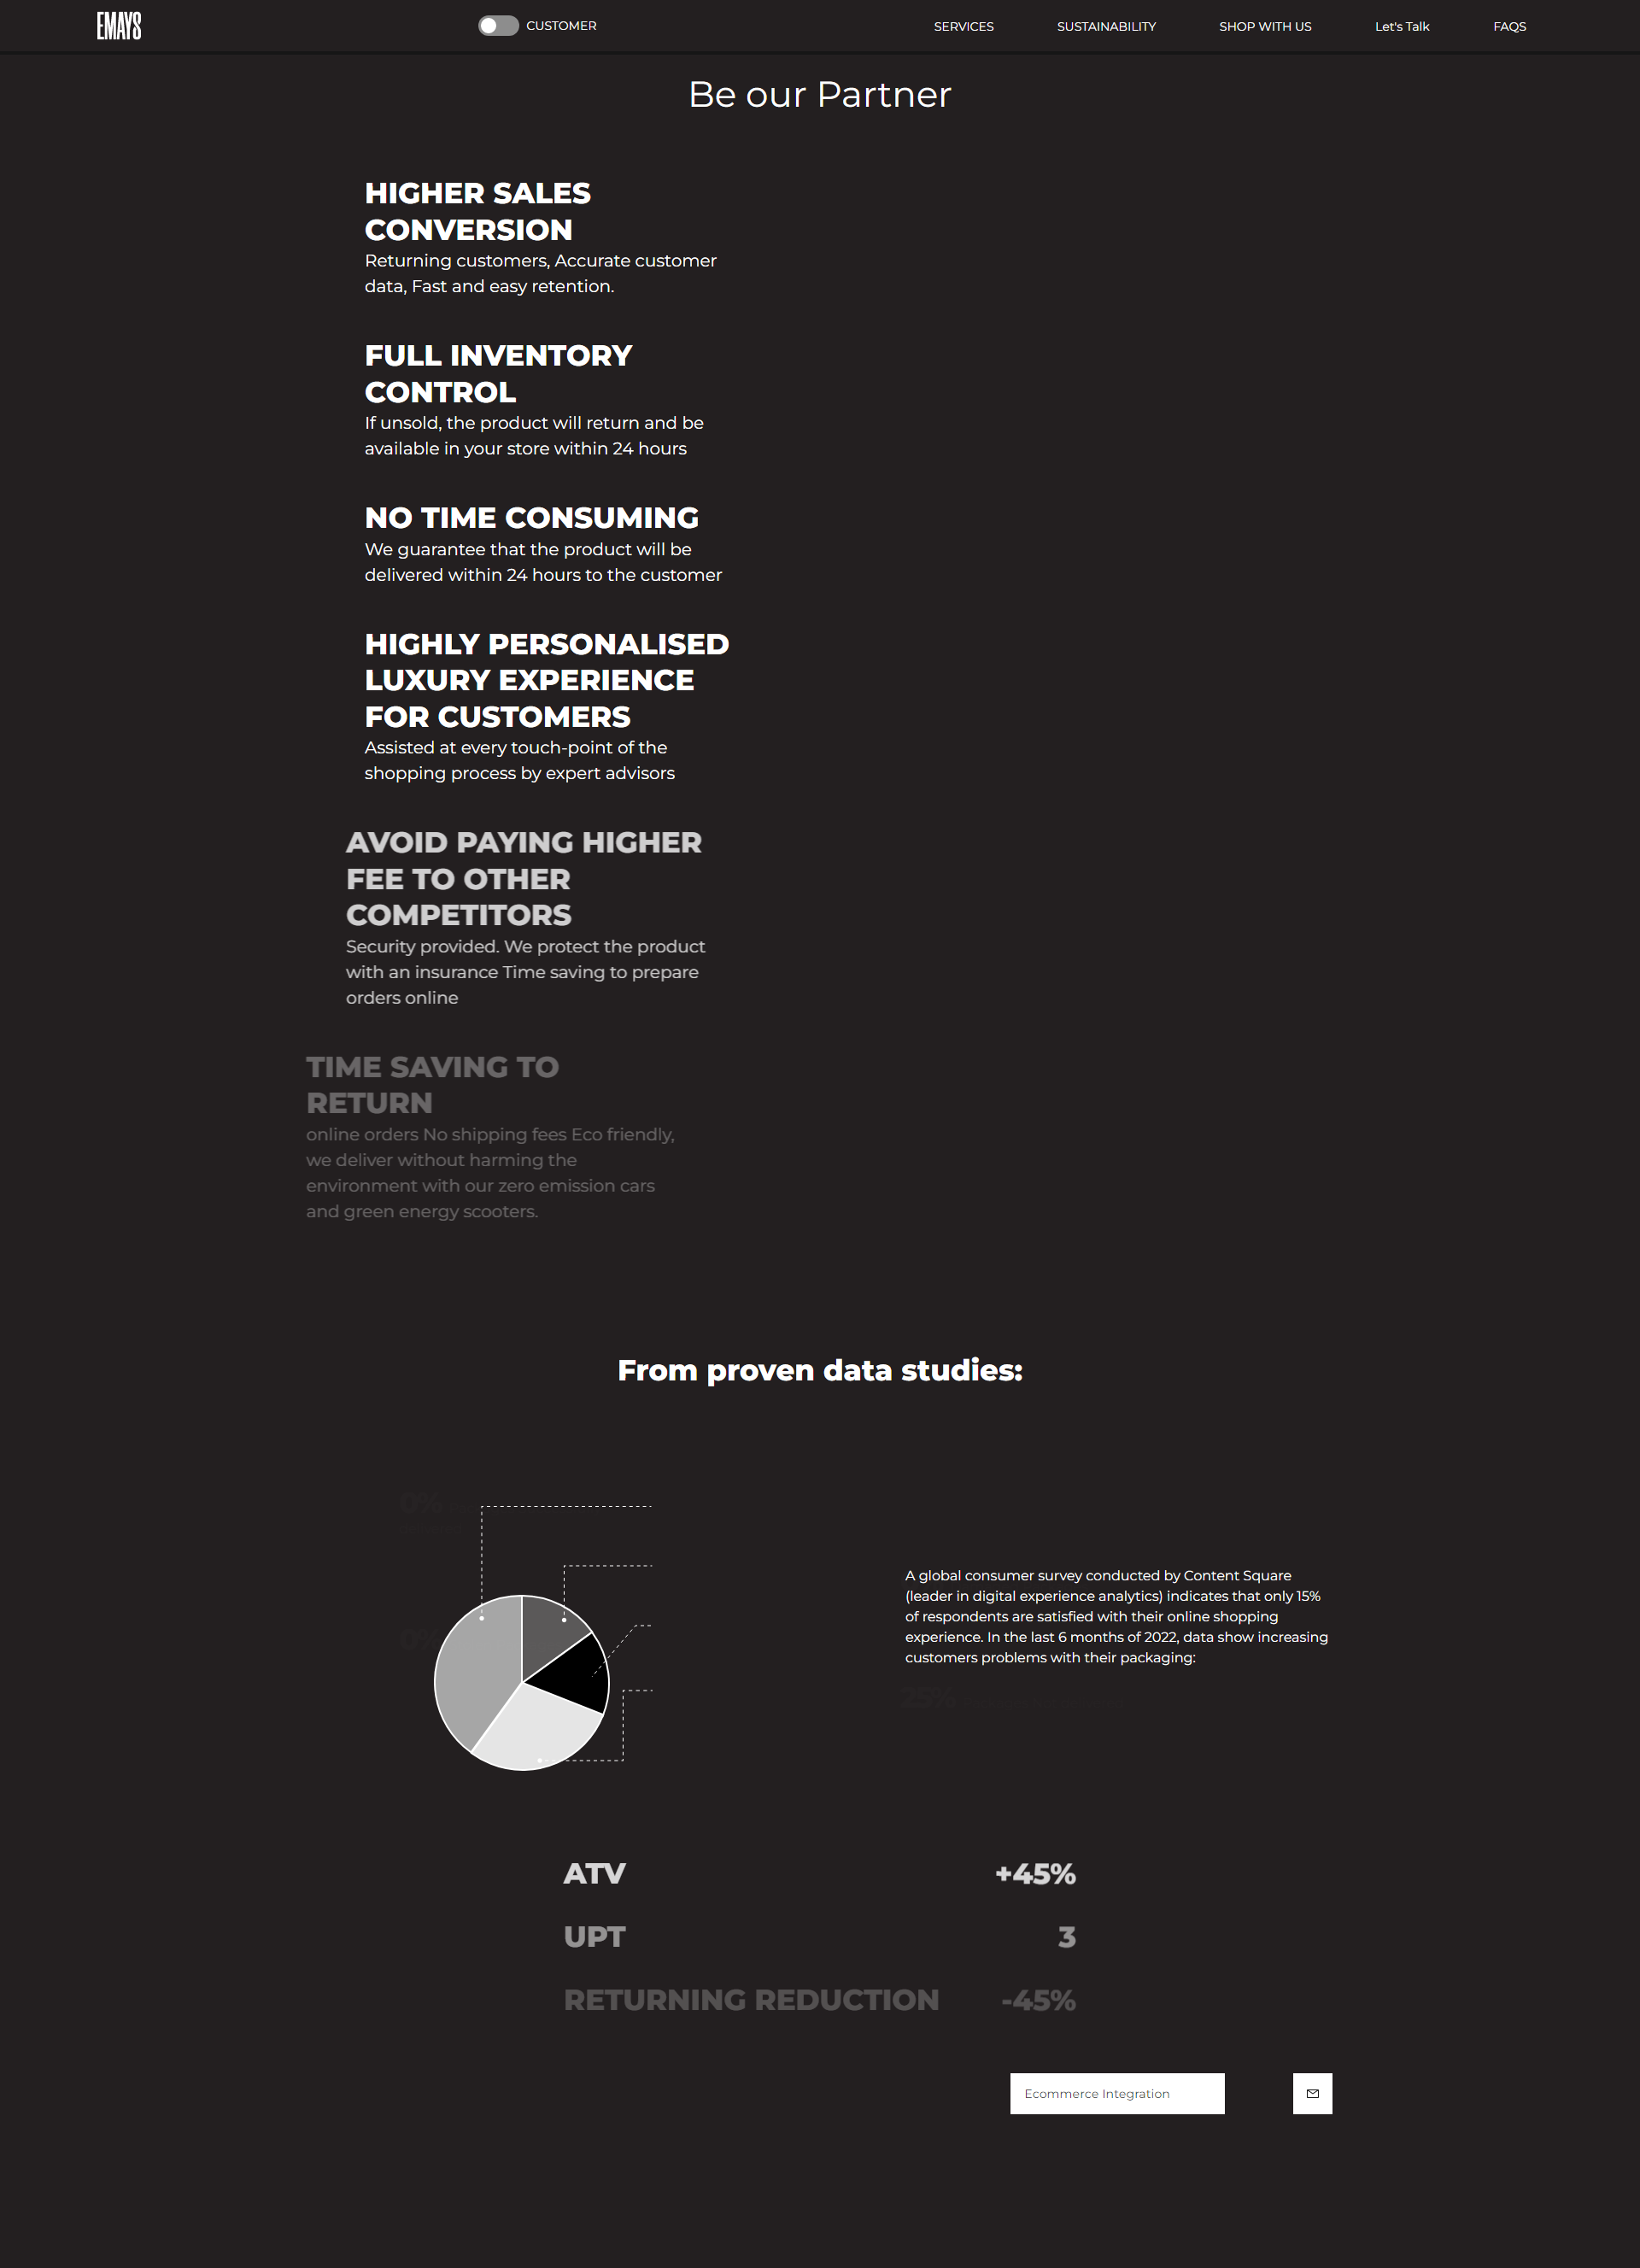 EMAYS
CUSTOMER
SERVICES
SUSTAINABILITY
SHOP WITH US
Let's Talk
FAQS
Be our Partner
HIGHER SALES
CONVERSION
Returning customers, Accurate customer
data, Fast and easy retention.
FULL INVENTORY
CONTROL
If unsold, the product will return and be
available in your store within 24 hours
NO TIME CONSUMING
We guarantee that the product will be
delivered within 24 hours to the customer
HIGHLY PERSONALISED
LUXURY EXPERIENCE
FOR CUSTOMERS
Assisted at every touch-point of the
shopping process by expert advisors
AVOID PAYING HIGHER
FEE TO OTHER
COMPETITORS
Security provided. We protect the product
with an insurance Time saving to prepare
orders online
TIME SAVING TO
RETURN
online orders No shipping fees Eco friendly,
we deliver without harming the
environment with our zero emission cars
and green energy scooters.
From proven data studies:
0%
0%
A global consumer survey conducted by Content Square
(leader in digital experience analytics) indicates that only 15%
of respondents are satisfied with their online shopping
experience. In the last 6 months of 2022, data show increasing
customers problems with their packaging:
25%
ATV +45%
UPT 3
RETURNING REDUCTION -45%
Ecommerce Integration